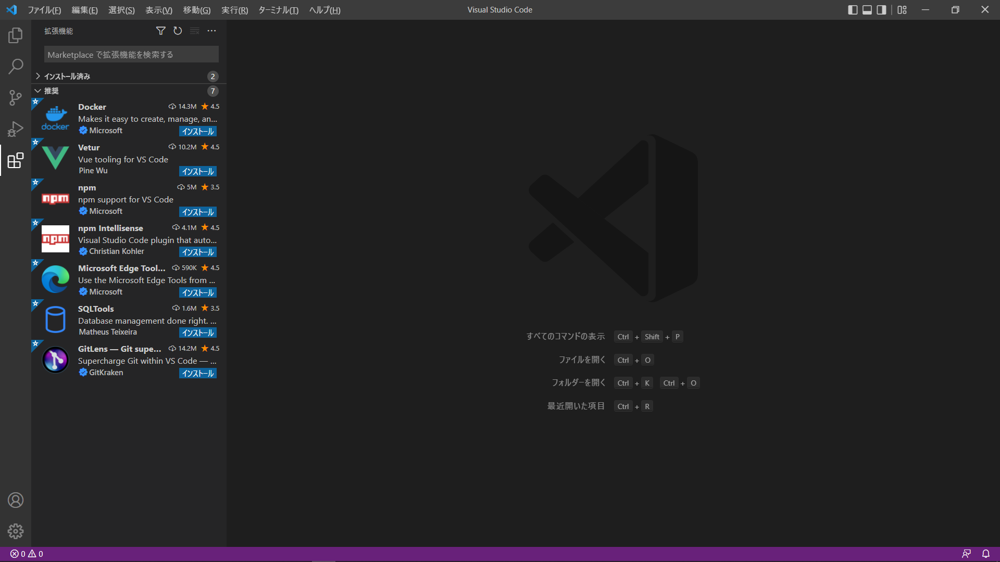 ファイル(F) 編集(E) 選択(S) 表示(V) 移動(G) 実行(R) ターミナル(T) ヘルプ(H)
Visual Studio Code
拡張機能
Marketplace で拡張機能を検索する
インストール済み 2
推奨 7
Docker 14.3M 4.5
Makes it easy to create, manage, an...
docker
Microsoft インストール
Vetur 10.2M 4.5
Vue tooling for VS Code
Pine Wu インストール
npm 5M 3.5
npm
npm support for VS Code
Microsoft インストール
npm Intellisense 4.1M 4.5
npm
Visual Studio Code plugin that auto...
Christian Kohler インストール
Microsoft Edge Tool... 590K 4.5
Use the Microsoft Edge Tools from ...
Microsoft インストール
SQLTools 1.6M 3.5
Database management done right. ...
Matheus Teixeira インストール
GitLens — Git supe... 14.2M 4.5
Supercharge Git within VS Code — ...
GitKraken インストール
すべてのコマンドの表示 Ctrl + Shift + P
ファイルを開く Ctrl + O
フォルダーを開く Ctrl + K Ctrl + O
最近開いた項目 Ctrl + R
0 0